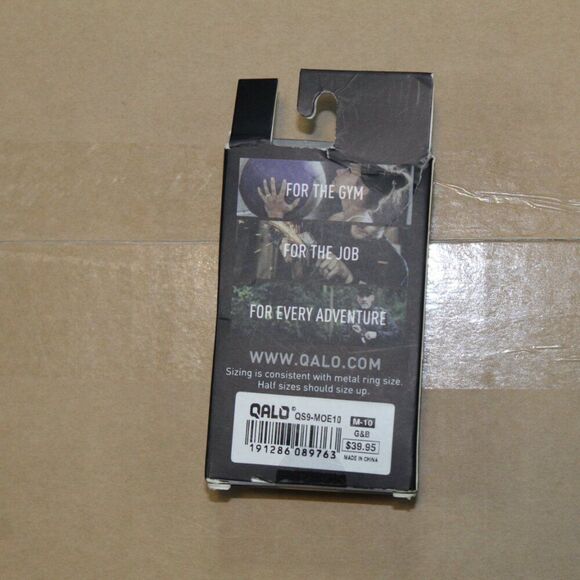 FOR THE GYM
FOR THE JOB
FOR EVERY ADVENTURE
WWW.QALO.COM
Sizing is consistent with metal ring size.
Half sizes should size up.
QALO® QS9-MOE10 M-10
G&B
$39.95
191286 089763 MADE IN CHINA